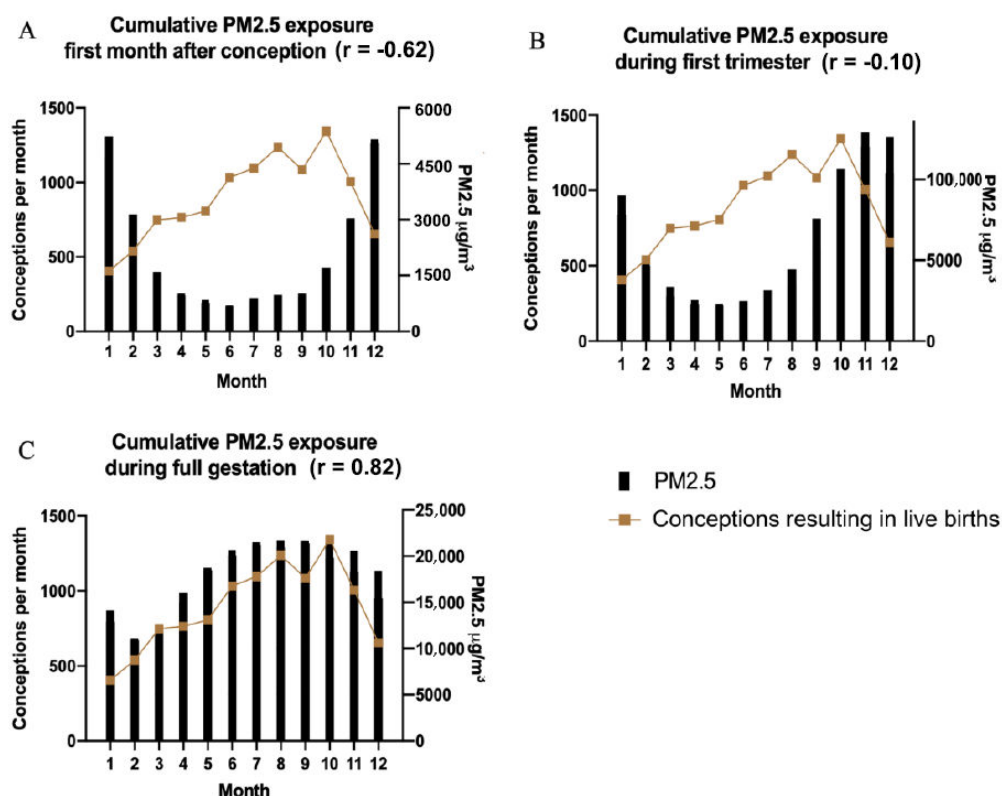 A
Cumulative PM2.5 exposure
first month after conception (r = -0.62)
Conceptions per month
1500
1000
500
0
6000
4500
3000
1500
0
PM2.5 μg/m³
1 2 3 4 5 6 7 8 9 10 11 12
Month
B
Cumulative PM2.5 exposure
during first trimester (r = -0.10)
Conceptions per month
1500
1000
500
0
100,000
5000
0
PM2.5 μg/m³
1 2 3 4 5 6 7 8 9 10 11 12
Month
C
Cumulative PM2.5 exposure
during full gestation (r = 0.82)
Conceptions per month
1500
1000
500
0
25,000
20,000
15,000
10,000
5000
0
PM2.5 μg/m³
1 2 3 4 5 6 7 8 9 10 11 12
Month
PM2.5
Conceptions resulting in live births